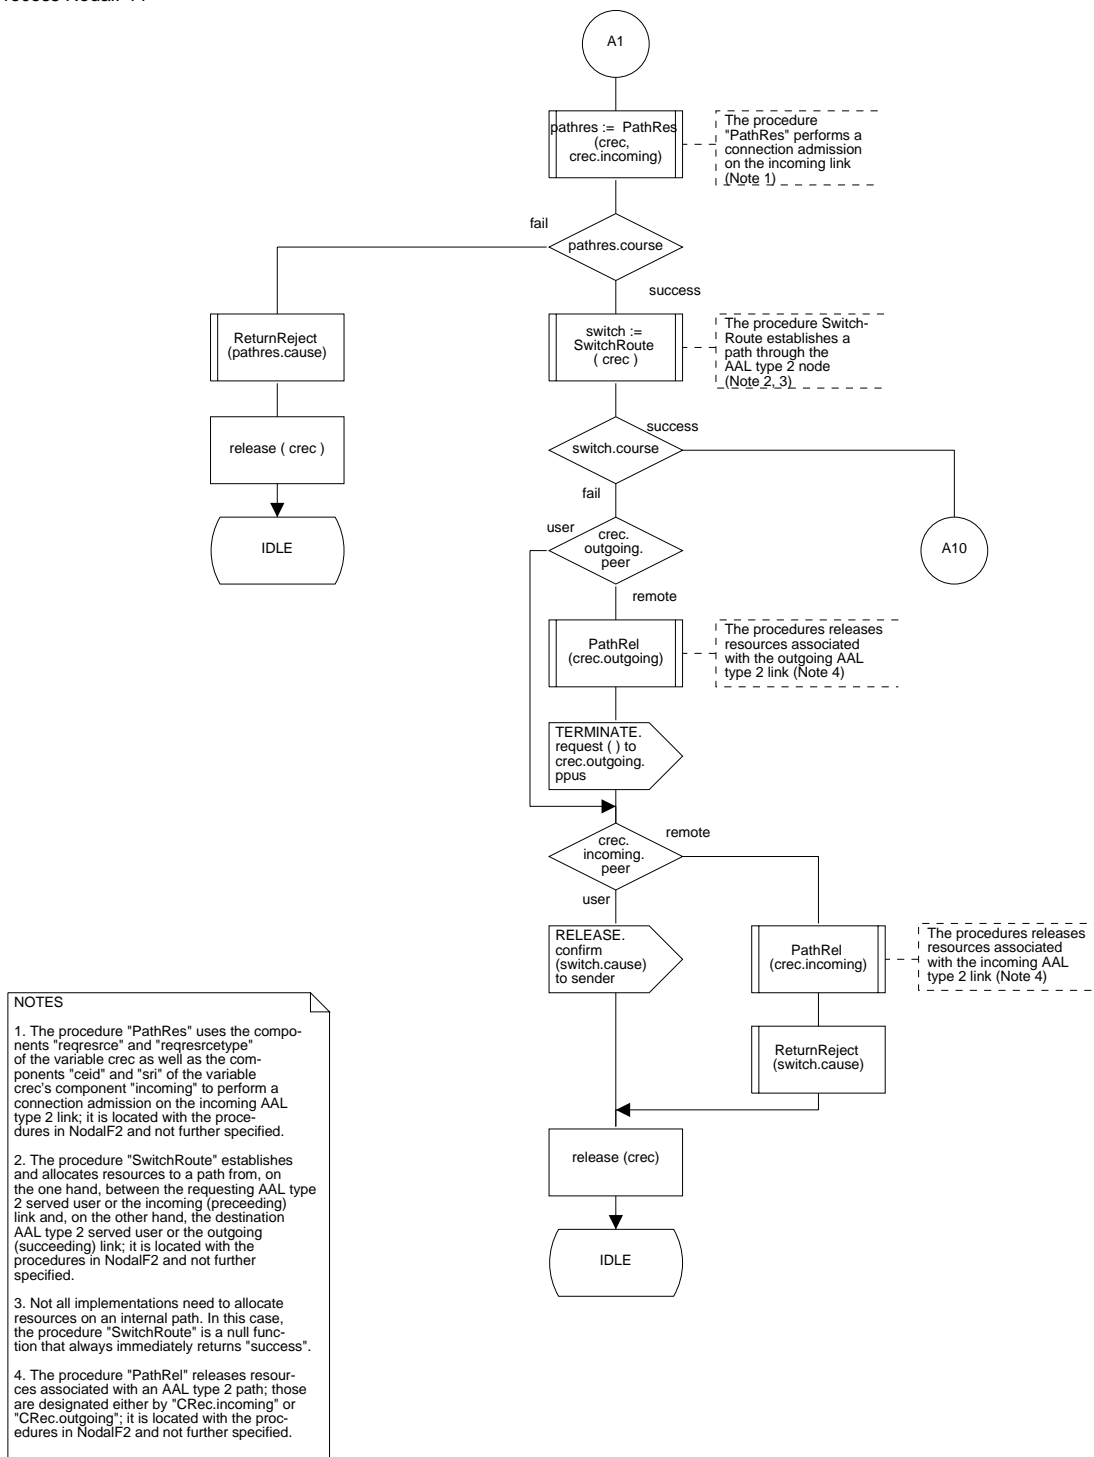 A1
pathres := PathRes
(crec,
crec.incoming)
The procedure
"PathRes" performs a
connection admission
on the incoming link
(Note 1)
fail
pathres.course
success
ReturnReject
(pathres.cause)
switch :=
SwitchRoute
( crec )
The procedure Switch-
Route establishes a
path through the
AAL type 2 node
(Note 2, 3)
release ( crec )
success
switch.course
fail
IDLE
user
crec.
outgoing.
peer
A10
remote
PathRel
(crec.outgoing)
The procedures releases
resources associated
with the outgoing AAL
type 2 link (Note 4)
TERMINATE.
request ( ) to
crec.outgoing.
ppus
crec.
incoming.
peer
remote
user
RELEASE.
confirm
(switch.cause)
to sender
PathRel
(crec.incoming)
The procedures releases
resources associated
with the incoming AAL
type 2 link (Note 4)
ReturnReject
(switch.cause)
release (crec)
IDLE
NOTES
1. The procedure "PathRes" uses the compo-
nents "reqresrce" and "reqresrcetype"
of the variable crec as well as the com-
ponents "ceid" and "sri" of the variable
crec's component "incoming" to perform a
connection admission on the incoming AAL
type 2 link; it is located with the proce-
dures in NodalF2 and not further specified.
2. The procedure "SwitchRoute" establishes
and allocates resources to a path from, on
the one hand, between the requesting AAL type
2 served user or the incoming (preceeding)
link and, on the other hand, the destination
AAL type 2 served user or the outgoing
(succeeding) link; it is located with the
procedures in NodalF2 and not further
specified.
3. Not all implementations need to allocate
resources on an internal path. In this case,
the procedure "SwitchRoute" is a null func-
tion that always immediately returns "success".
4. The procedure "PathRel" releases resour-
ces associated with an AAL type 2 path; those
are designated either by "CRec.incoming" or
"CRec.outgoing"; it is located with the proc-
edures in NodalF2 and not further specified.